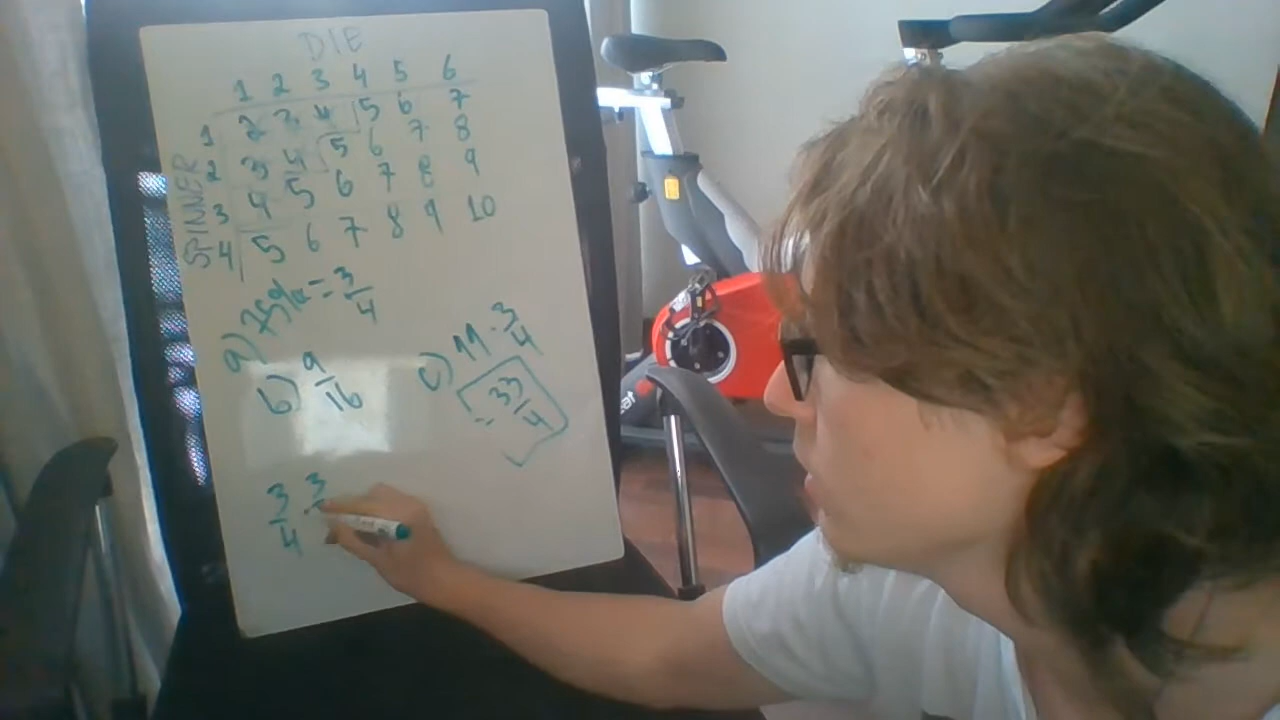 DIE
1 2 3 4 5 6
1 2 3 4 5 6 7
2 3 4 5 6 7 8
3 4 5 6 7 8 9
4 5 6 7 8 9 10
SPINNER
a) 75% = 3/4
b) 9/16
c) 11 · 3/4
= 33/4
3/4 3